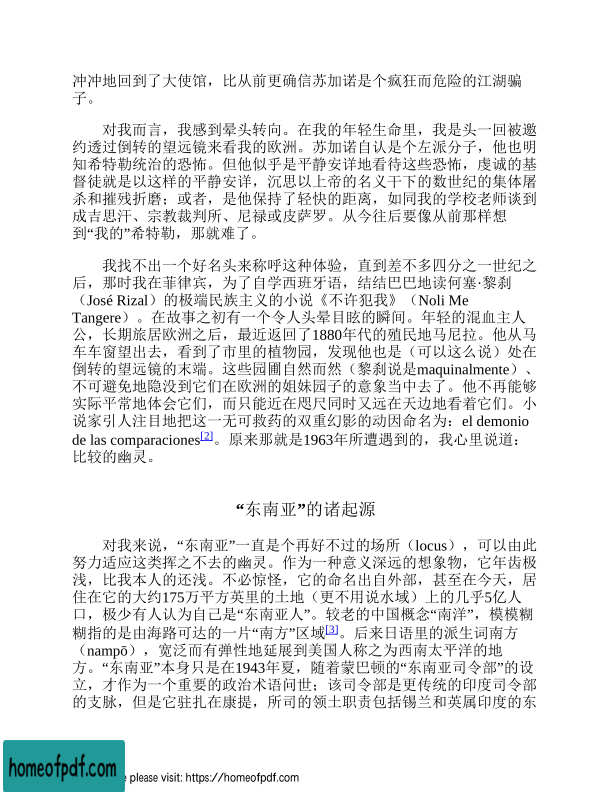 冲冲地回到了大使馆，比从前更确信苏加诺是个疯狂而危险的江湖骗
子。
对我而言，我感到晕头转向。在我的年轻生命里，我是头一回被邀
约透过倒转的望远镜来看我的欧洲。苏加诺自认是个左派分子，他也明
知希特勒统治的恐怖。但他似乎是平静安详地看待这些恐怖，虔诚的基
督徒就是以这样的平静安详，沉思以上帝的名义干下的数世纪的集体屠
杀和摧残折磨；或者，是他保持了轻快的距离，如同我的学校老师谈到
成吉思汗、宗教裁判所、尼禄或皮萨罗。从今往后要像从前那样想
到“我的”希特勒，那就难了。
我找不出一个好名头来称呼这种体验，直到差不多四分之一世纪之
后，那时我在菲律宾，为了自学西班牙语，结结巴巴地读何塞·黎刹
（José Rizal）的极端民族主义的小说《不许犯我》（Noli Me
Tangere）。在故事之初有一个令人头晕目眩的瞬间。年轻的混血主人
公，长期旅居欧洲之后，最近返回了1880年代的殖民地马尼拉。他从马
车车窗望出去，看到了市里的植物园，发现他也是（可以这么说）处在
倒转的望远镜的末端。这些园圃自然而然（黎刹说是maquinalmente）、
不可避免地隐没到它们在欧洲的姐妹园子的意象当中去了。他不再能够
实际平常地体会它们，而只能近在咫尺同时又远在天边地看着它们。小
说家引人注目地把这一无可救药的双重幻影的动因命名为：el demonio
de las comparaciones[2]。原来那就是1963年所遭遇到的，我心里说道：
比较的幽灵。
“东南亚”的诸起源
对我来说，“东南亚”一直是个再好不过的场所（locus），可以由此
努力适应这类挥之不去的幽灵。作为一种意义深远的想象物，它年齿极
浅，比我本人的还浅。不必惊怪，它的命名出自外部，甚至在今天，居
住在它的大约175万平方英里的土地（更不用说水域）上的几乎5亿人
口，极少有人认为自己是“东南亚人”。较老的中国概念“南洋”，模模糊
糊指的是由海路可达的一片“南方”区域[3]。后来日语里的派生词南方
（nampō），宽泛而有弹性地延展到美国人称之为西南太平洋的地
方。“东南亚”本身只是在1943年夏，随着蒙巴顿的“东南亚司令部”的设
立，才作为一个重要的政治术语问世；该司令部是更传统的印度司令部
的支脉，但是它驻扎在康提，所司的领土职责包括锡兰和英属印度的东
homeofpdf.com
e please visit: https://homeofpdf.com